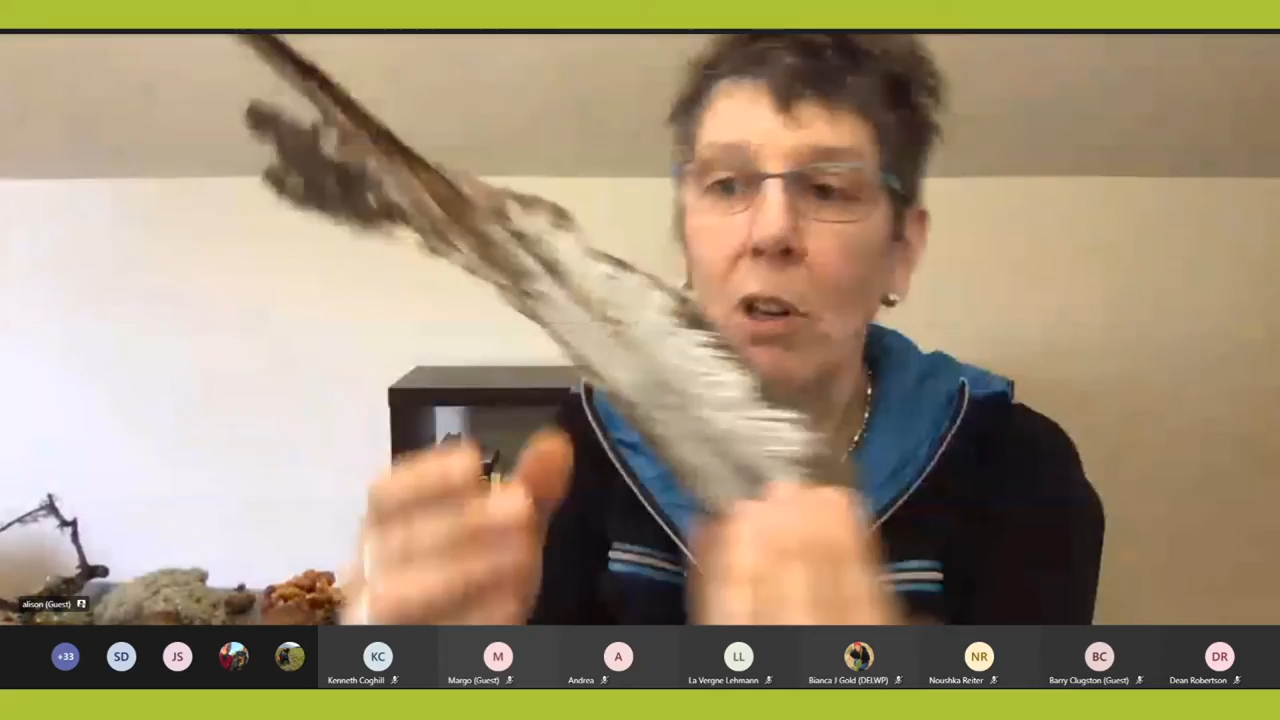 alison (Guest)
+33
SD
JS
KC
M
A
LL
NR
BC
DR
Kenneth Coghill
Margo (Guest)
Andrea
La Vergne Lehmann
Bianca J Gold (DELWP)
Noushka Reiter
Barry Clugston (Guest)
Dean Robertson